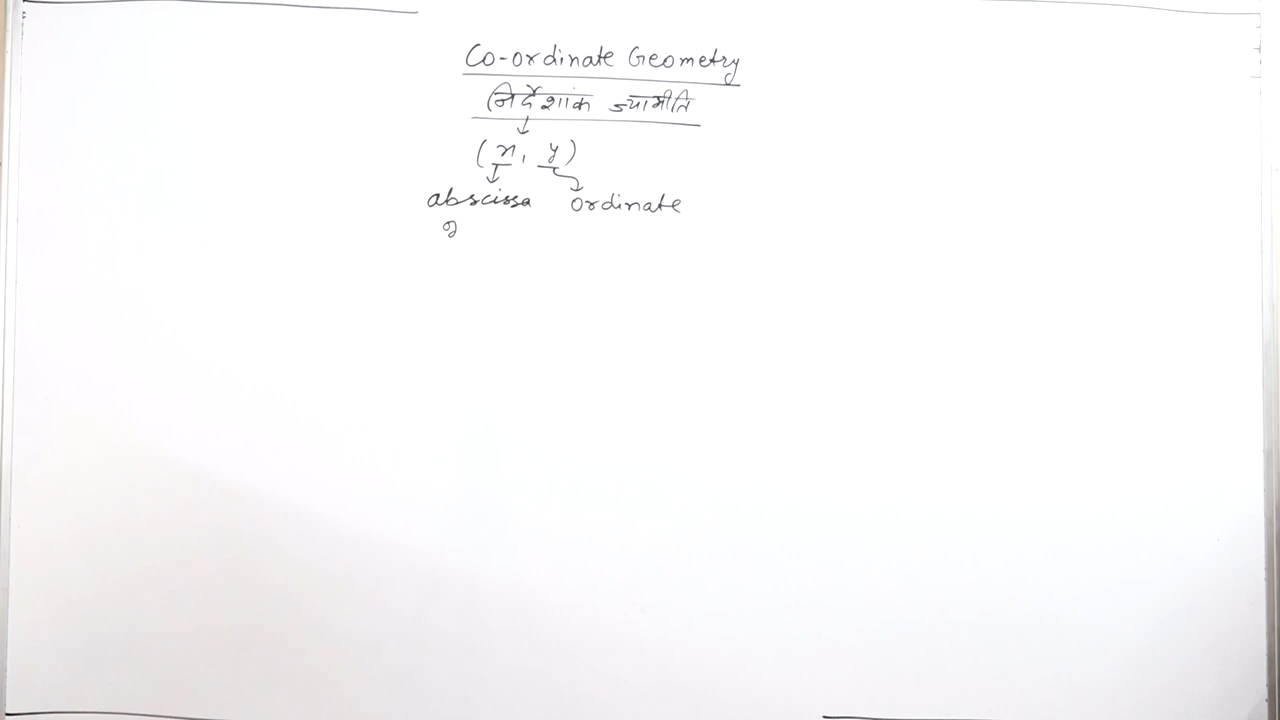 Co-ordinate Geometry
निर्देशांक ज्यामीति
(x, y)
abscissa ordinate